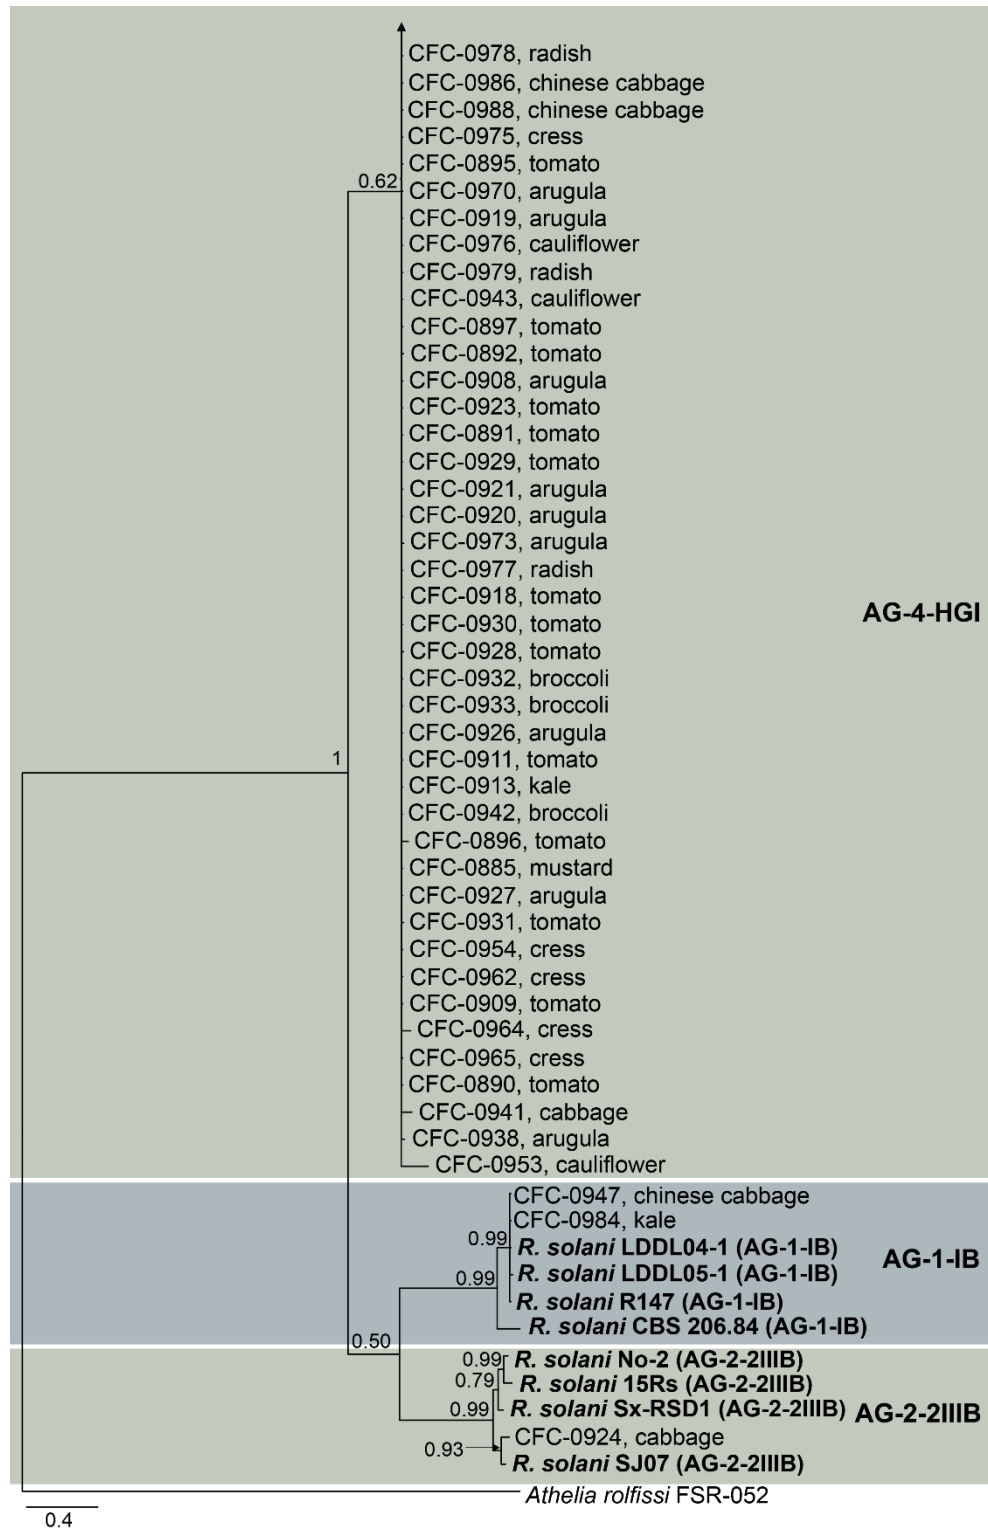 CFC-0978, radish
CFC-0986, chinese cabbage
CFC-0988, chinese cabbage
CFC-0975, cress
CFC-0895, tomato
0.62
CFC-0970, arugula
CFC-0919, arugula
CFC-0976, cauliflower
CFC-0979, radish
CFC-0943, cauliflower
CFC-0897, tomato
CFC-0892, tomato
CFC-0908, arugula
CFC-0923, tomato
CFC-0891, tomato
CFC-0929, tomato
CFC-0921, arugula
CFC-0920, arugula
CFC-0973, arugula
CFC-0977, radish
CFC-0918, tomato
AG-4-HGI
CFC-0930, tomato
CFC-0928, tomato
CFC-0932, broccoli
CFC-0933, broccoli
CFC-0926, arugula
1
CFC-0911, tomato
CFC-0913, kale
CFC-0942, broccoli
CFC-0896, tomato
CFC-0885, mustard
CFC-0927, arugula
CFC-0931, tomato
CFC-0954, cress
CFC-0962, cress
CFC-0909, tomato
CFC-0964, cress
CFC-0965, cress
CFC-0890, tomato
CFC-0941, cabbage
CFC-0938, arugula
CFC-0953, cauliflower
CFC-0947, chinese cabbage
CFC-0984, kale
0.99
R. solani LDDL04-1 (AG-1-IB)
AG-1-IB
0.99
R. solani LDDL05-1 (AG-1-IB)
R. solani R147 (AG-1-IB)
R. solani CBS 206.84 (AG-1-IB)
0.50
0.99
R. solani No-2 (AG-2-2IIIB)
0.79
R. solani 15Rs (AG-2-2IIIB)
0.99
R. solani Sx-RSD1 (AG-2-2IIIB)
AG-2-2IIIB
CFC-0924, cabbage
0.93
R. solani SJ07 (AG-2-2IIIB)
Athelia rolfissi FSR-052
0.4